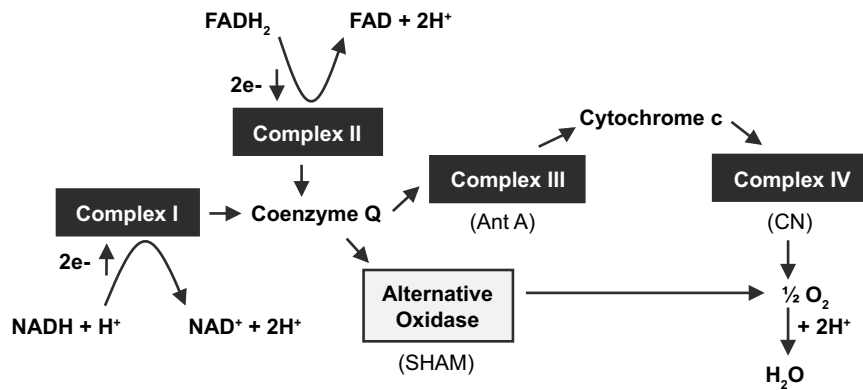 FADH₂
FAD + 2H⁺
2e-
Complex II
Cytochrome c
Complex III
Complex IV
Complex I
Coenzyme Q
(Ant A)
(CN)
2e-
Alternative
Oxidase
½ O₂
+ 2H⁺
NADH + H⁺
NAD⁺ + 2H⁺
(SHAM)
H₂O